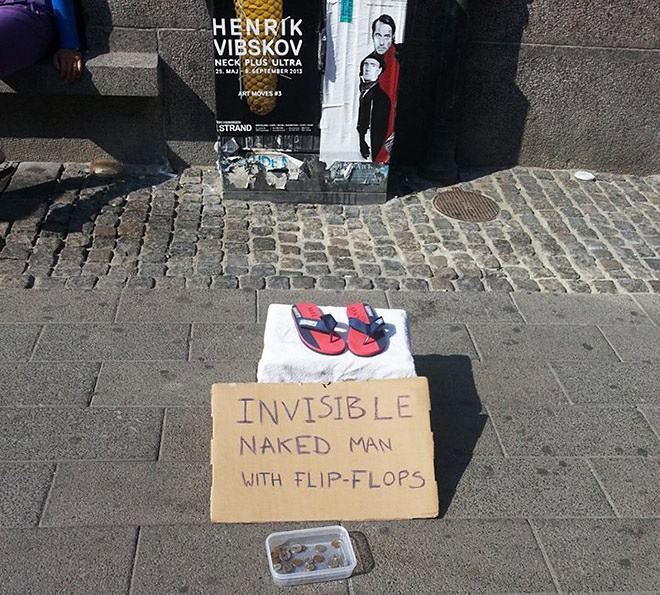 HENRIK
VIBSKOV
NECK PLUS ULTRA
25. MAJ – 8. SEPTEMBER 2013
ART MOVES #3
STRAND
INVISIBLE
NAKED MAN
WITH FLIP-FLOPS